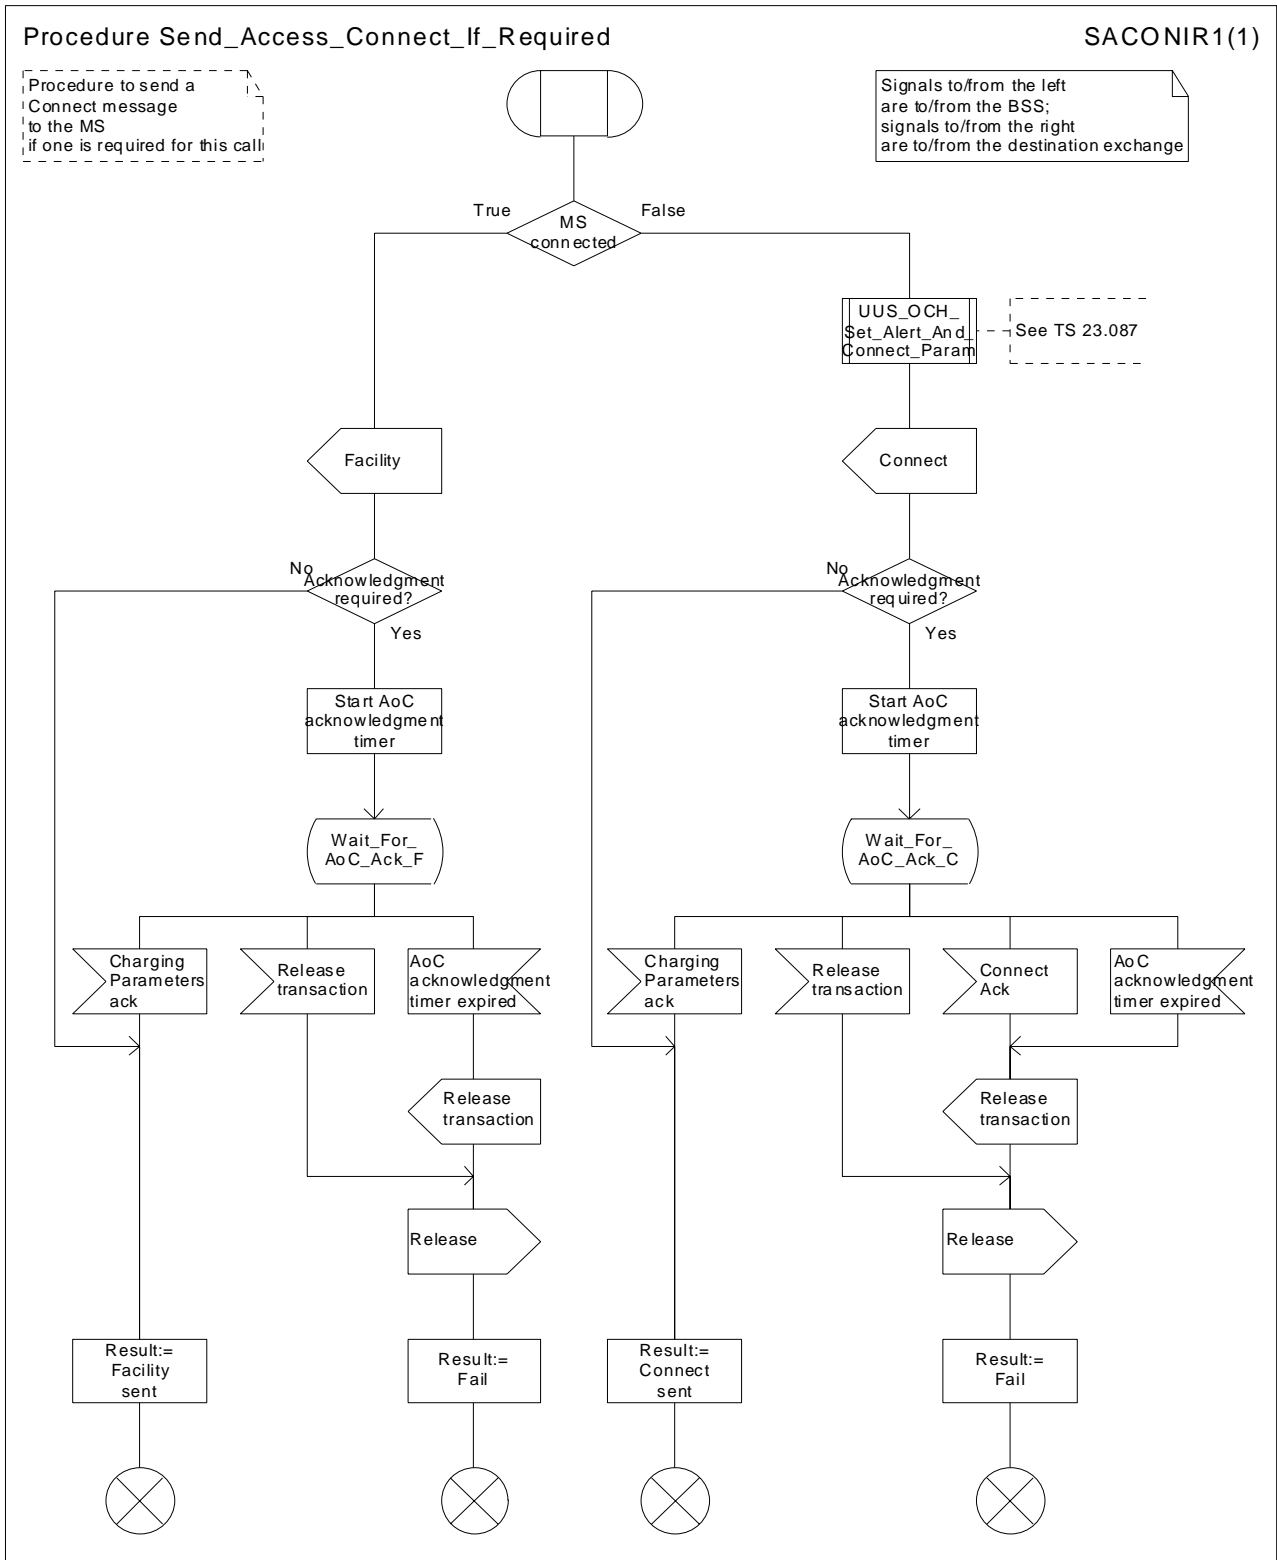 Procedure Send_Access_Connect_If_Required
SACONIR1(1)
Procedure to send a
Connect message
to the MS
if one is required for this call
Signals to/from the left
are to/from the BSS;
signals to/from the right
are to/from the destination exchange
True
MS
connected
False
UUS_OCH_
Set_Alert_And_
Connect_Param
See TS 23.087
Facility
Connect
No
Acknowledgment
required?
Yes
No
Acknowledgment
required?
Yes
Start AoC
acknowledgment
timer
Start AoC
acknowledgment
timer
Wait_For_
AoC_Ack_F
Wait_For_
AoC_Ack_C
Charging
Parameters
ack
Release
transaction
AoC
acknowledgment
timer expired
Charging
Parameters
ack
Release
transaction
Connect
Ack
AoC
acknowledgment
timer expired
Release
transaction
Release
transaction
Release
Release
Result:=
Facility
sent
Result:=
Fail
Result:=
Connect
sent
Result:=
Fail